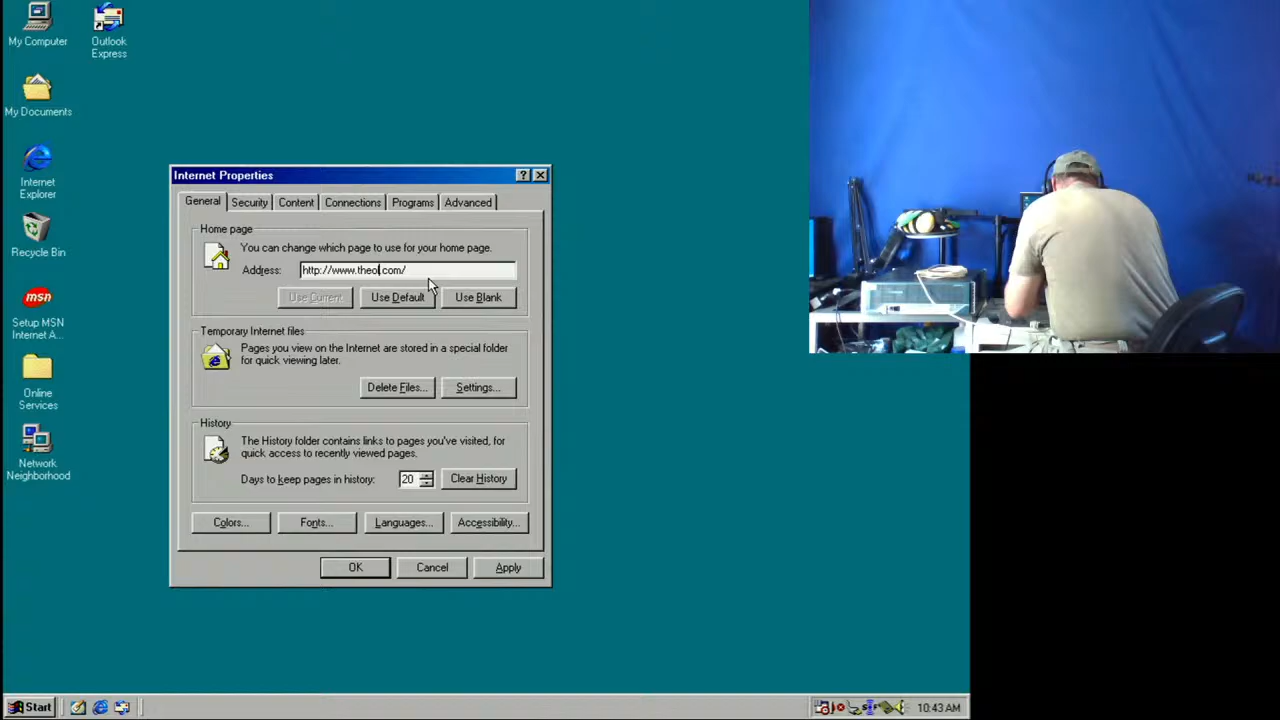 My Computer
Outlook
Express
My Documents
Internet
Explorer
Recycle Bin
msn
Setup MSN
Internet A...
Online
Services
Network
Neighborhood
Internet Properties
General
Security
Content
Connections
Programs
Advanced
Home page
You can change which page to use for your home page.
Address:
http://www.theol.com/
Use Current
Use Default
Use Blank
Temporary Internet files
Pages you view on the Internet are stored in a special folder
for quick viewing later.
Delete Files...
Settings...
History
The History folder contains links to pages you've visited, for
quick access to recently viewed pages.
Days to keep pages in history:
20
Clear History
Colors...
Fonts...
Languages...
Accessibility...
OK
Cancel
Apply
Start
10:43 AM